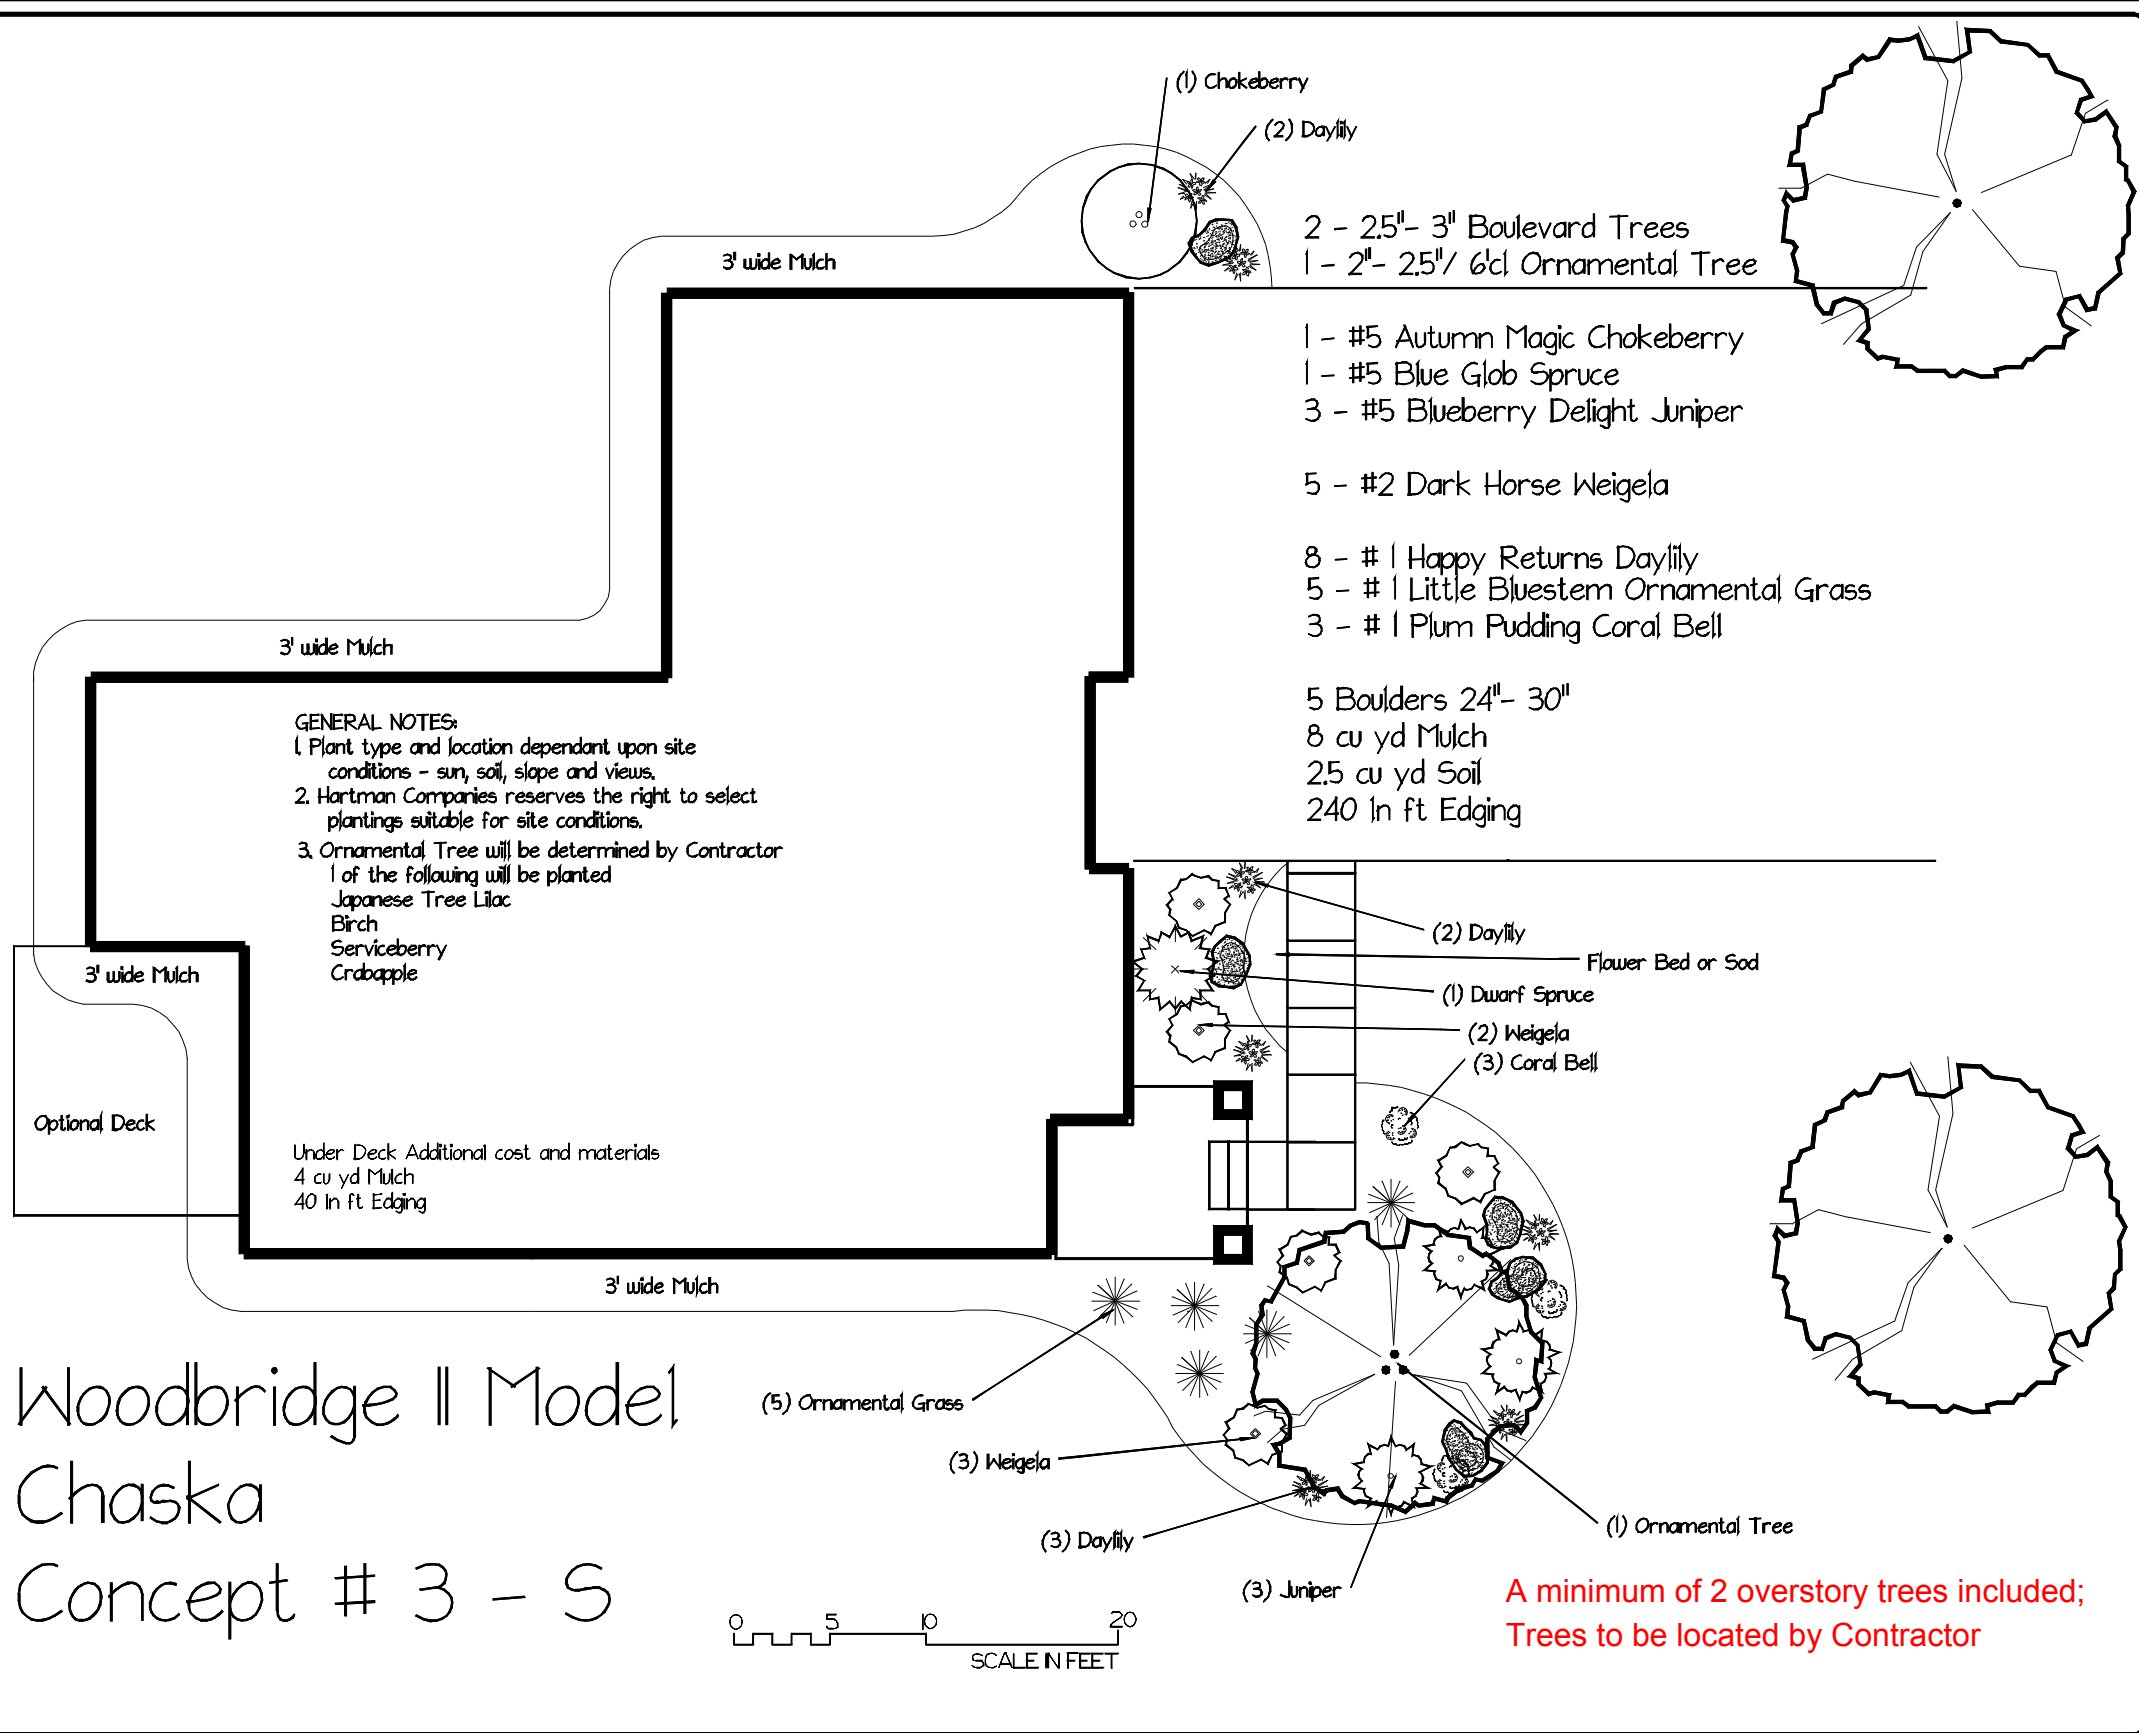 (1) Chokeberry
(2) Daylily
3' wide Mulch
2 - 2.5"- 3" Boulevard Trees
1 - 2"- 2.5"/ 6'cl Ornamental Tree
1 - #5 Autumn Magic Chokeberry
1 - #5 Blue Glob Spruce
3 - #5 Blueberry Delight Juniper
5 - #2 Dark Horse Weigela
8 - # 1 Happy Returns Daylily
5 - # 1 Little Bluestem Ornamental Grass
3 - # 1 Plum Pudding Coral Bell
5 Boulders 24"- 30"
8 cu yd Mulch
2.5 cu yd Soil
240 ln ft Edging
3' wide Mulch
GENERAL NOTES:
1. Plant type and location dependant upon site
conditions - sun, soil, slope and views.
2. Hartman Companies reserves the right to select
plantings suitable for site conditions.
3. Ornamental Tree will be determined by Contractor
1 of the following will be planted
Japanese Tree Lilac
Birch
Serviceberry
Crabapple
3' wide Mulch
Optional Deck
Under Deck Additional cost and materials
4 cu yd Mulch
40 ln ft Edging
(2) Daylily
Flower Bed or Sod
(1) Dwarf Spruce
(2) Weigela
(3) Coral Bell
3' wide Mulch
(5) Ornamental Grass
(3) Weigela
(3) Daylily
(3) Juniper
(1) Ornamental Tree
Woodbridge II Model
Chaska
Concept # 3 - S
0 5 10 20
SCALE IN FEET
A minimum of 2 overstory trees included;
Trees to be located by Contractor